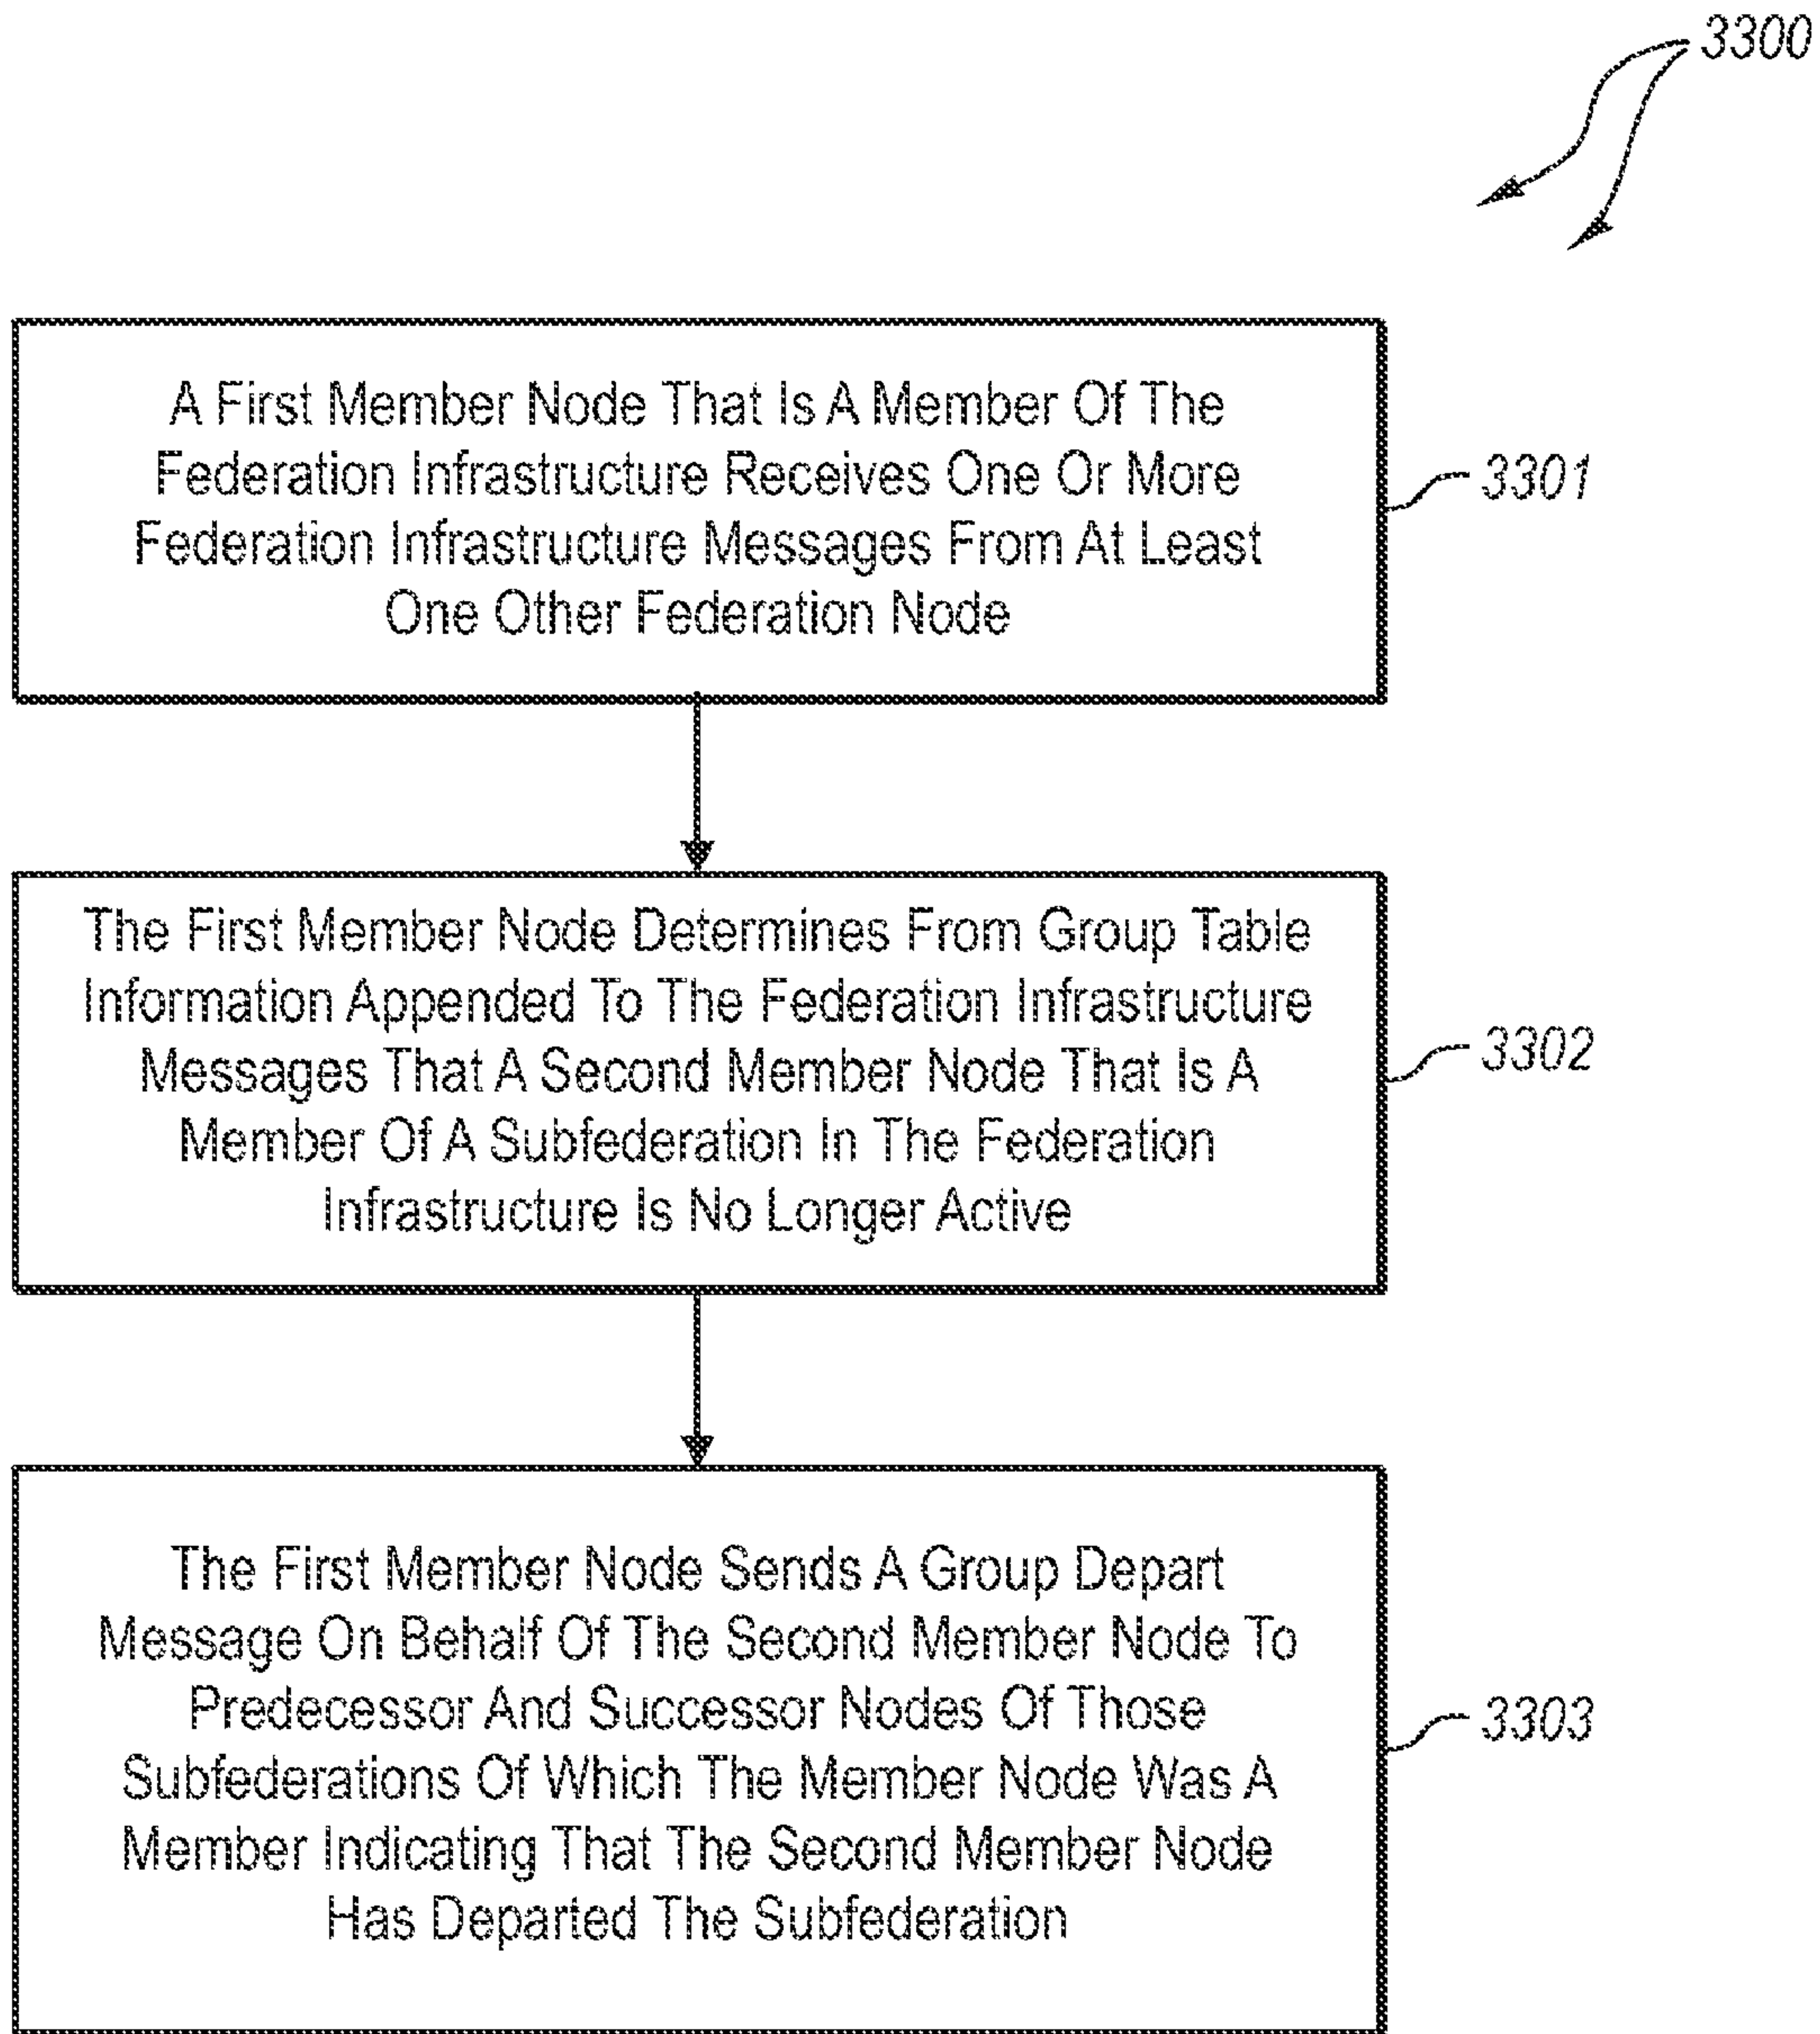 3300
A First Member Node That Is A Member Of The
Federation Infrastructure Receives One Or More
Federation Infrastructure Messages From At Least
One Other Federation Node
3301
The First Member Node Determines From Group Table
Information Appended To The Federation Infrastructure
Messages That A Second Member Node That Is A
Member Of A Subfederation In The Federation
Infrastructure Is No Longer Active
3302
The First Member Node Sends A Group Depart
Message On Behalf Of The Second Member Node To
Predecessor And Successor Nodes Of Those
Subfederations Of Which The Member Node Was A
Member Indicating That The Second Member Node
Has Departed The Subfederation
3303